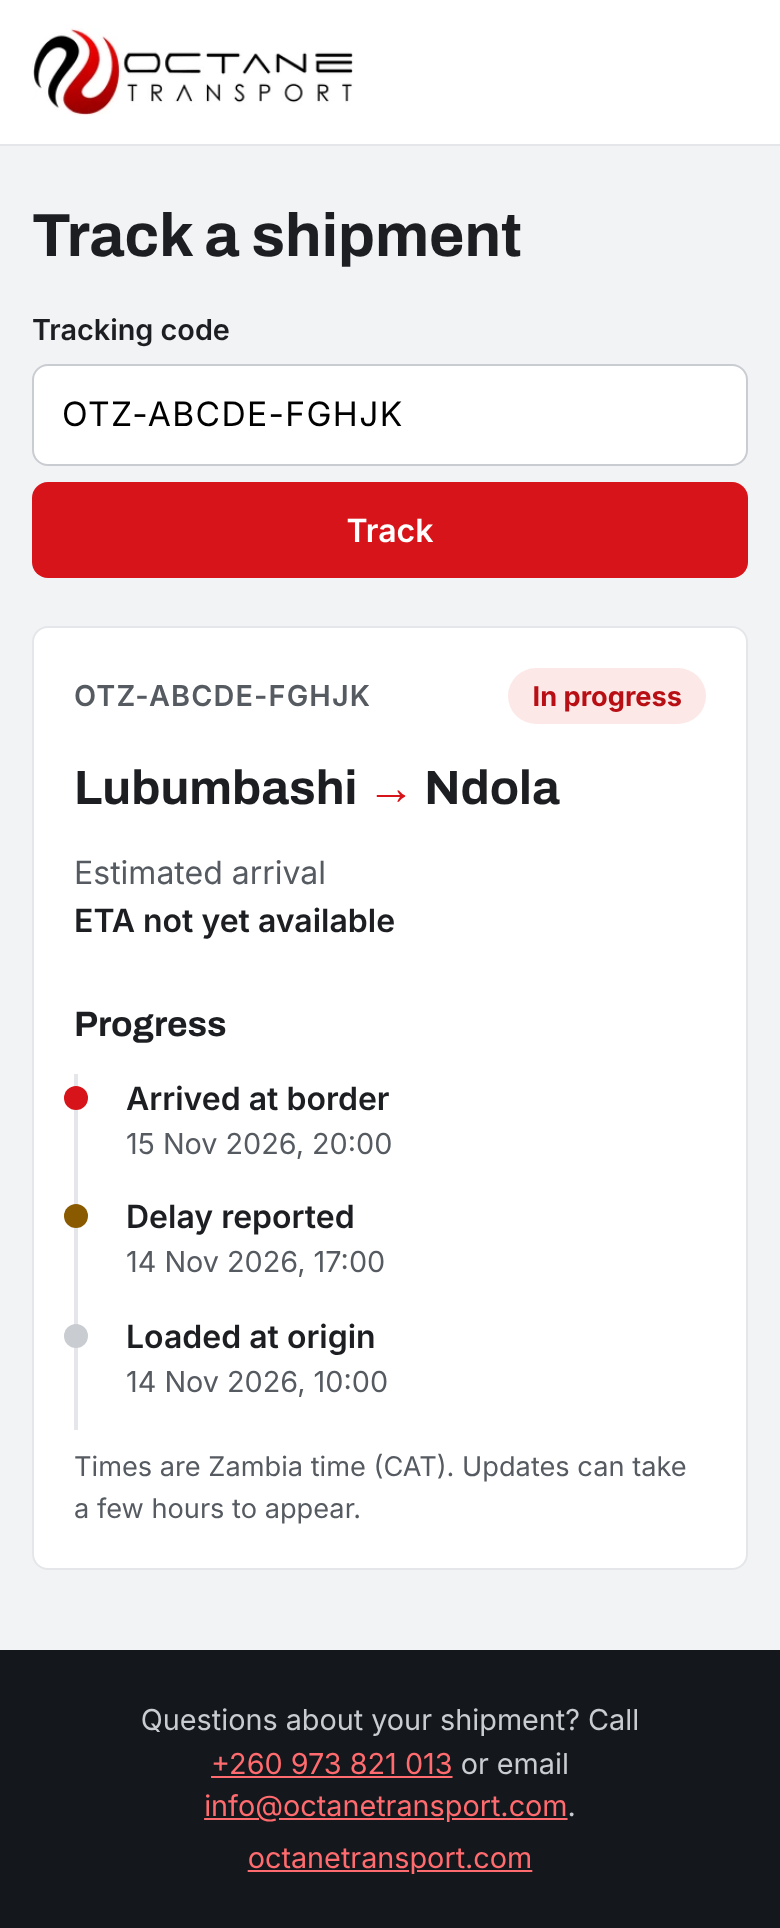 OCTANE
TRANSPORT
Track a shipment
Tracking code
OTZ-ABCDE-FGHJK
Track
OTZ-ABCDE-FGHJK
In progress
Lubumbashi → Ndola
Estimated arrival
ETA not yet available
Progress
Arrived at border
15 Nov 2026, 20:00
Delay reported
14 Nov 2026, 17:00
Loaded at origin
14 Nov 2026, 10:00
Times are Zambia time (CAT). Updates can take
a few hours to appear.
Questions about your shipment? Call
+260 973 821 013 or email
info@octanetransport.com.
octanetransport.com